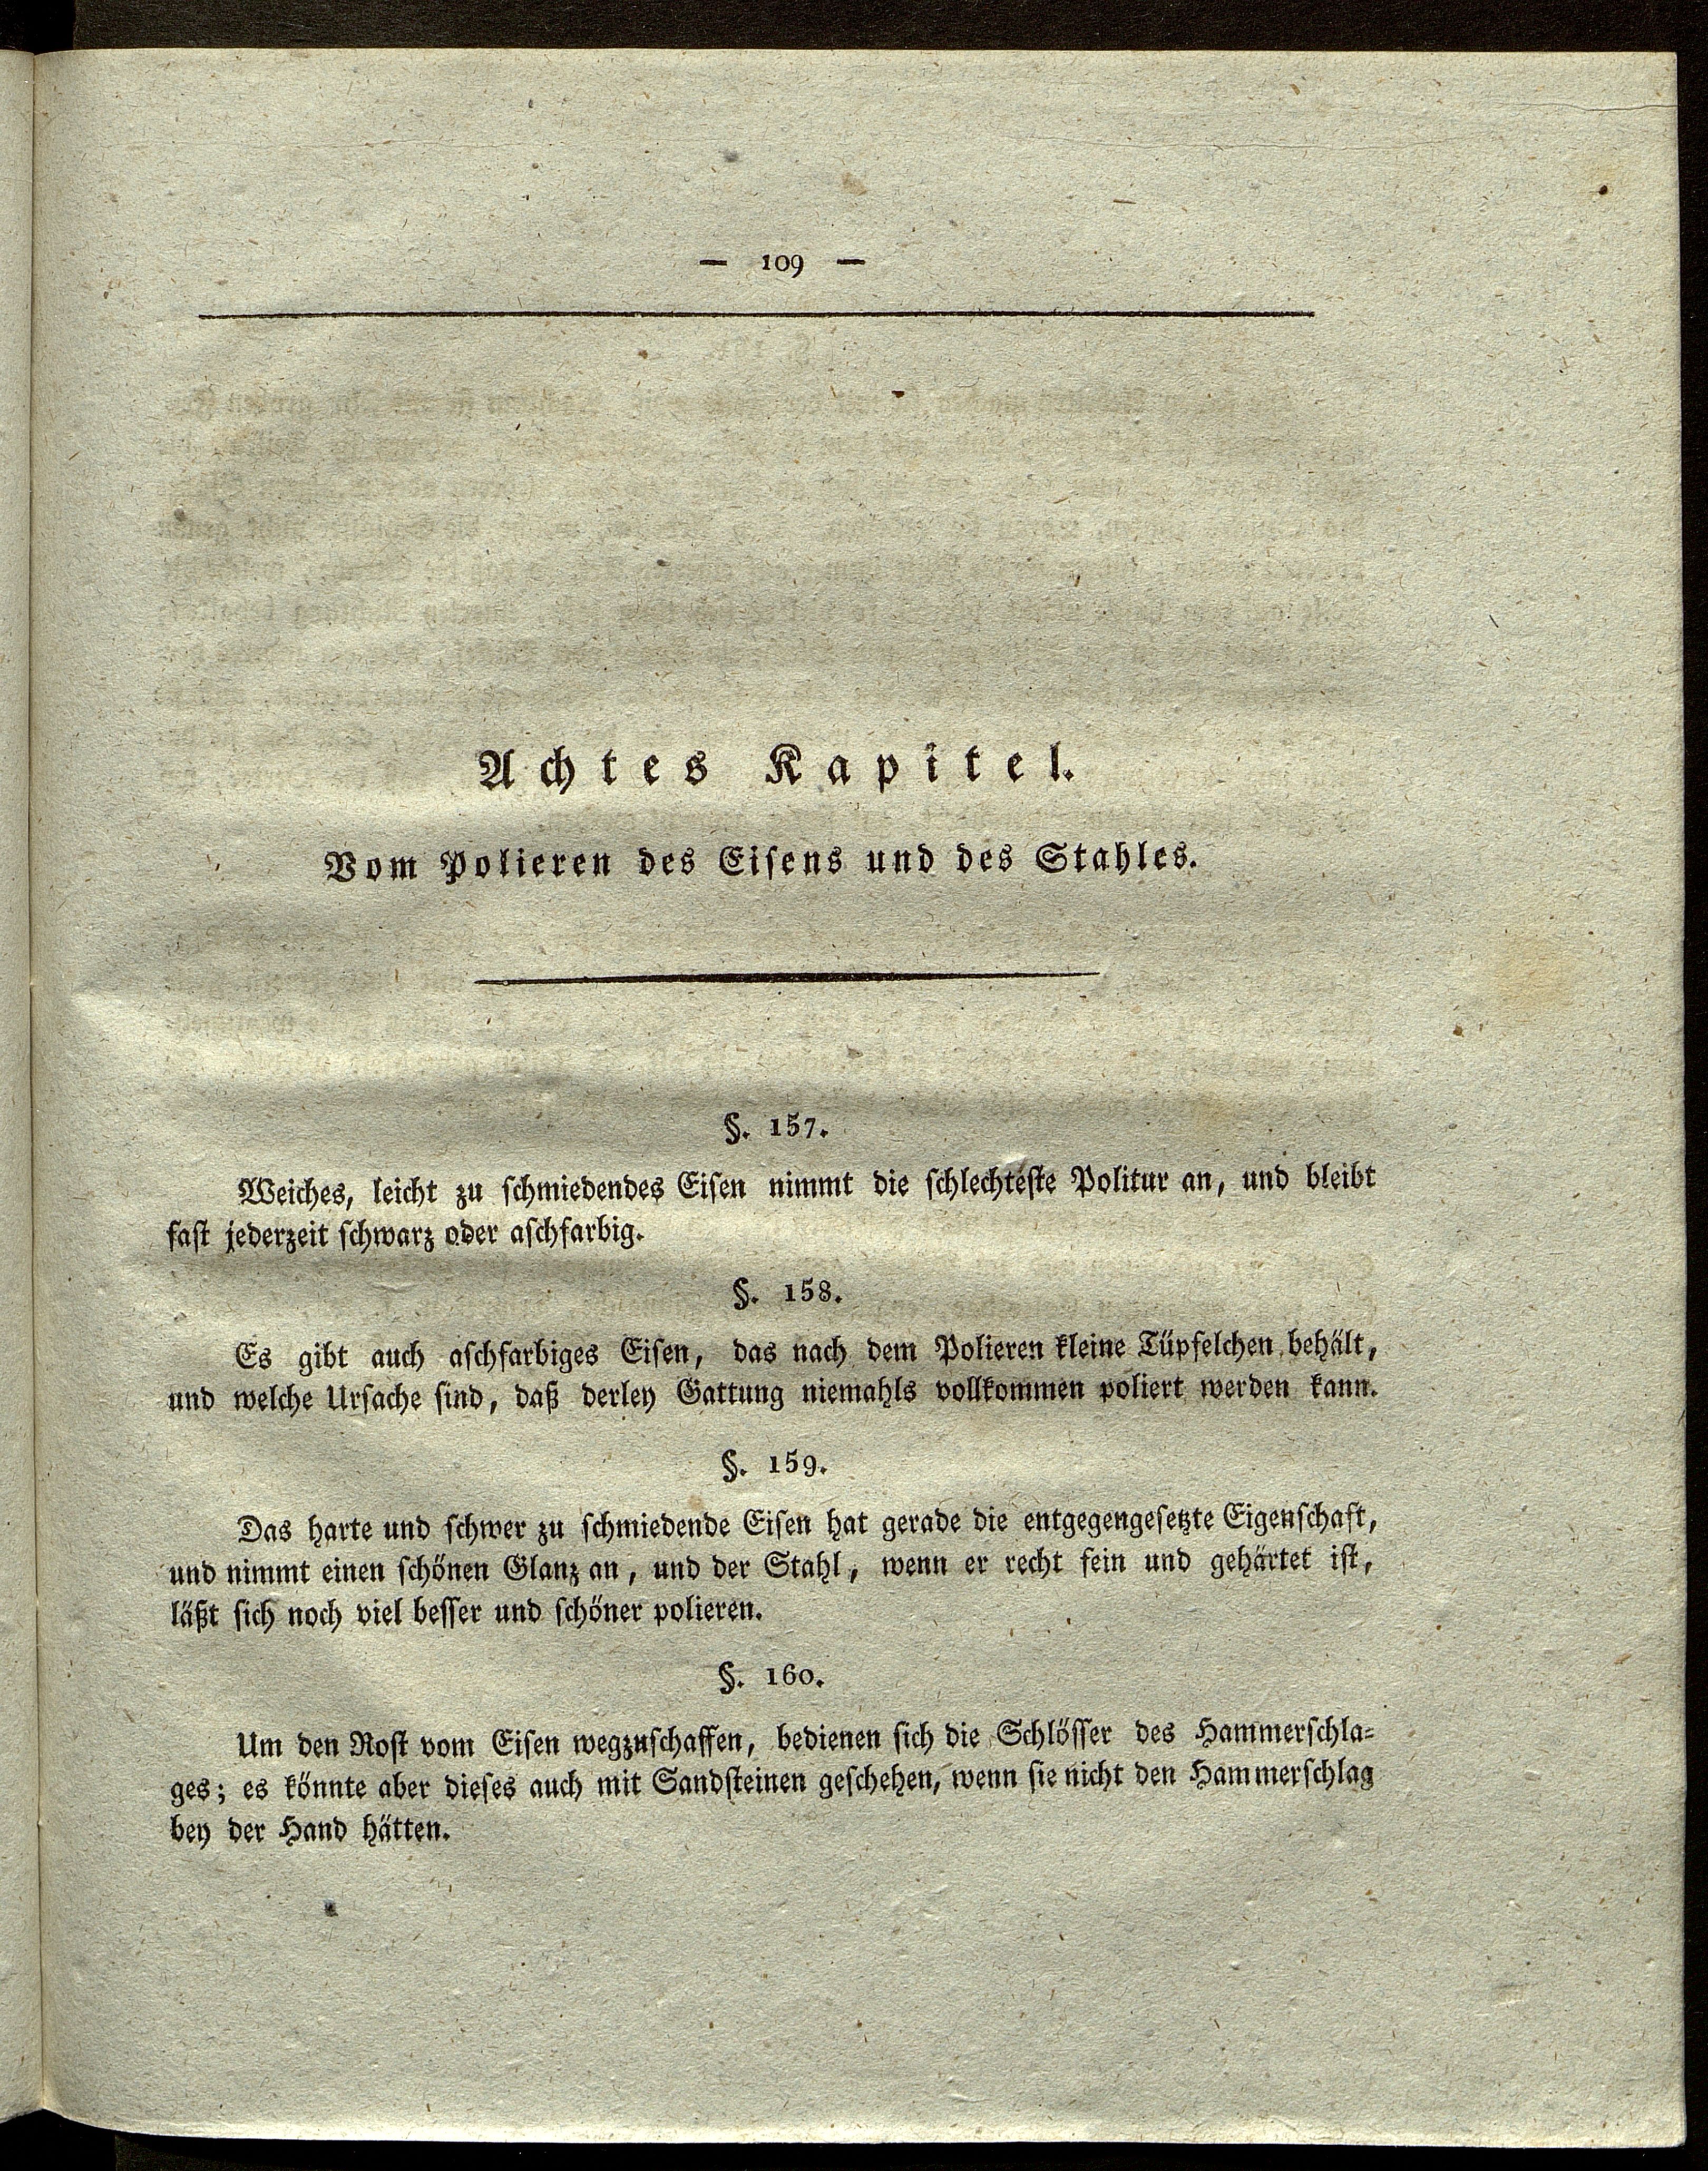 — 109 —
Achtes Kapitel.
Vom Polieren des Eisens und des Stahles.
§. 157.
Weiches, leicht zu schmiedendes Eisen nimmt die schlechteste Politur an, und bleibt
fast jederzeit schwarz oder aschfarbig.
§. 158.
Es gibt auch aschfarbiges Eisen, das nach dem Polieren kleine Tüpfelchen behält,
und welche Ursache sind, daß derley Gattung niemahls vollkommen poliert werden kann.
§. 159.
Das harte und schwer zu schmiedende Eisen hat gerade die entgegengesetzte Eigenschaft,
und nimmt einen schönen Glanz an, und der Stahl, wenn er recht fein und gehärtet ist,
läßt sich noch viel besser und schöner polieren.
§. 160.
Um den Rost vom Eisen wegzuschaffen, bedienen sich die Schlösser des Hammerschla-
ges; es könnte aber dieses auch mit Sandsteinen geschehen, wenn sie nicht den Hammerschlag
bey der Hand hätten.